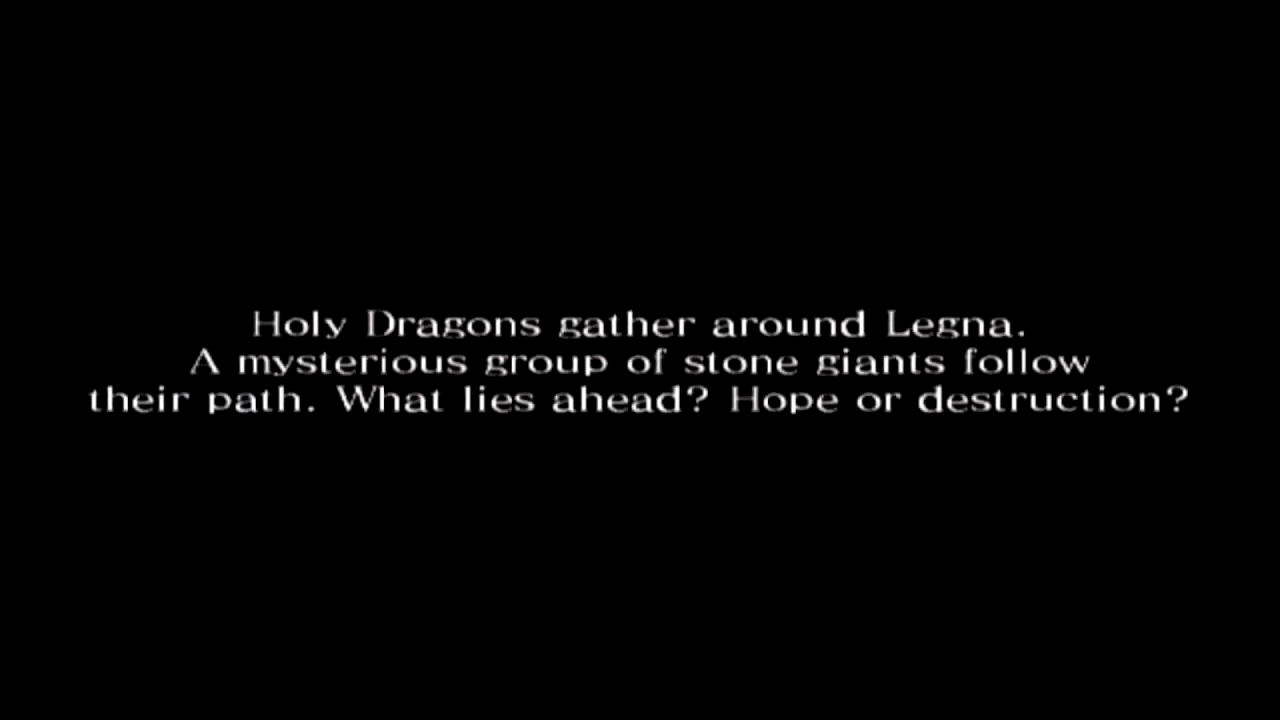 Holy Dragons gather around Legna.
A mysterious group of stone giants follow
their path. What lies ahead? Hope or destruction?